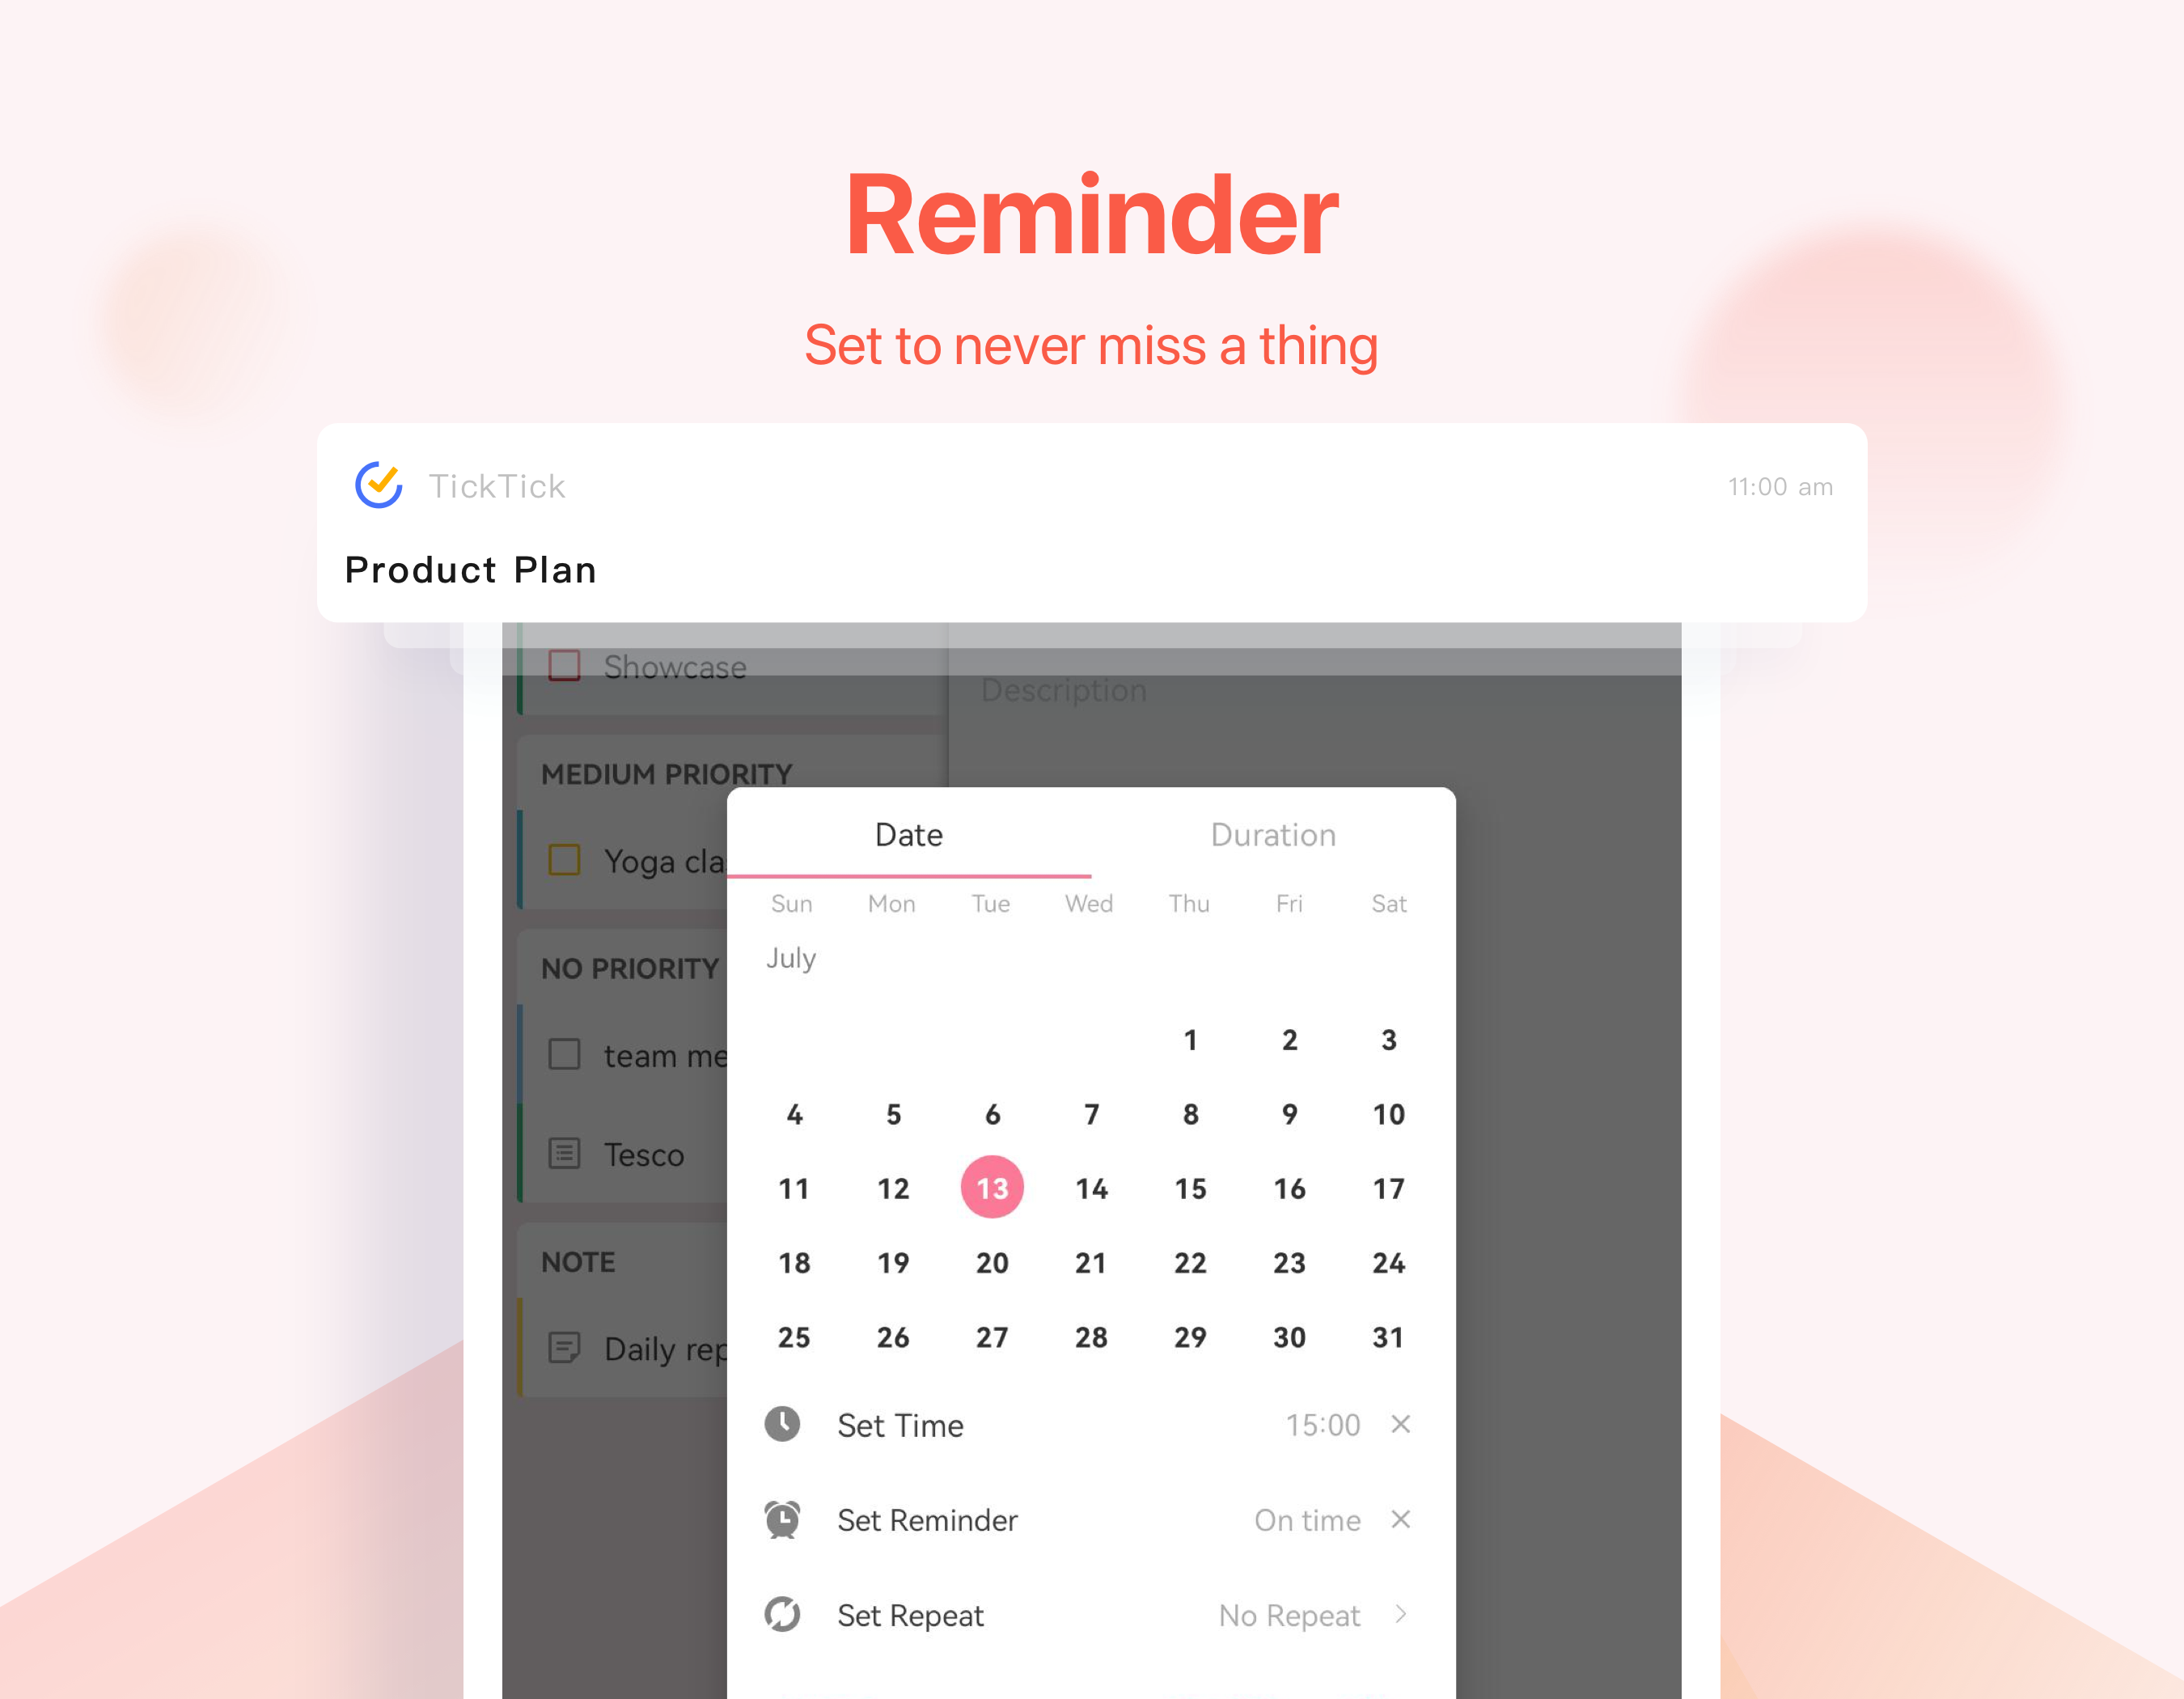 Reminder
Set to never miss a thing
TickTick 11:00 am
Product Plan
Showcase
Description
MEDIUM PRIORITY
Yoga cla
NO PRIORITY
team me
Tesco
NOTE
Daily rep
Date Duration
Sun Mon Tue Wed Thu Fri Sat
July
1 2 3
4 5 6 7 8 9 10
11 12 13 14 15 16 17
18 19 20 21 22 23 24
25 26 27 28 29 30 31
Set Time 15:00
Set Reminder On time
Set Repeat No Repeat